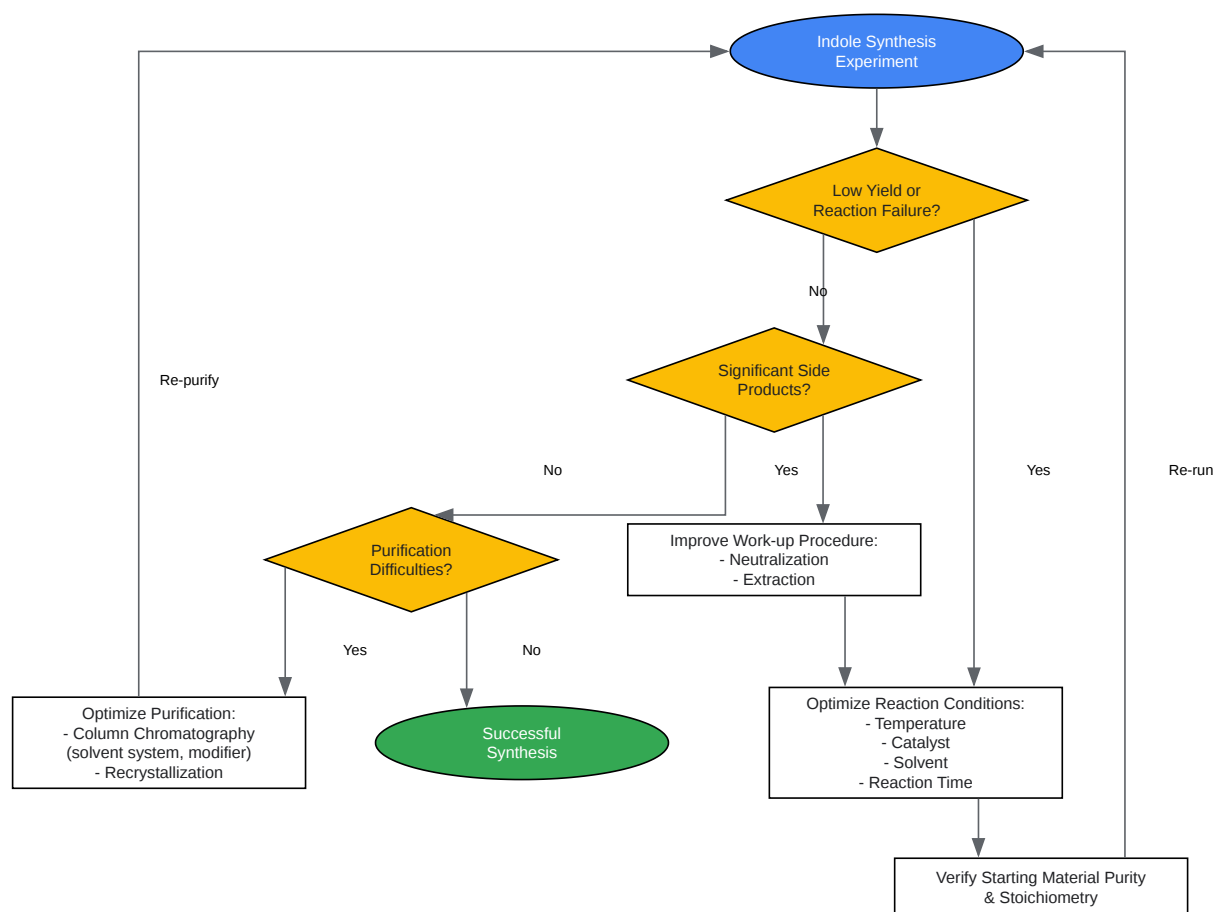 Indole Synthesis
Experiment
Low Yield or
Reaction Failure?
No
Significant Side
Products?
Re-purify
No
Yes
Yes
Re-run
Purification
Difficulties?
Improve Work-up Procedure:
- Neutralization
- Extraction
Yes
No
Optimize Purification:
- Column Chromatography
(solvent system, modifier)
- Recrystallization
Successful
Synthesis
Optimize Reaction Conditions:
- Temperature
- Catalyst
- Solvent
- Reaction Time
Verify Starting Material Purity
& Stoichiometry